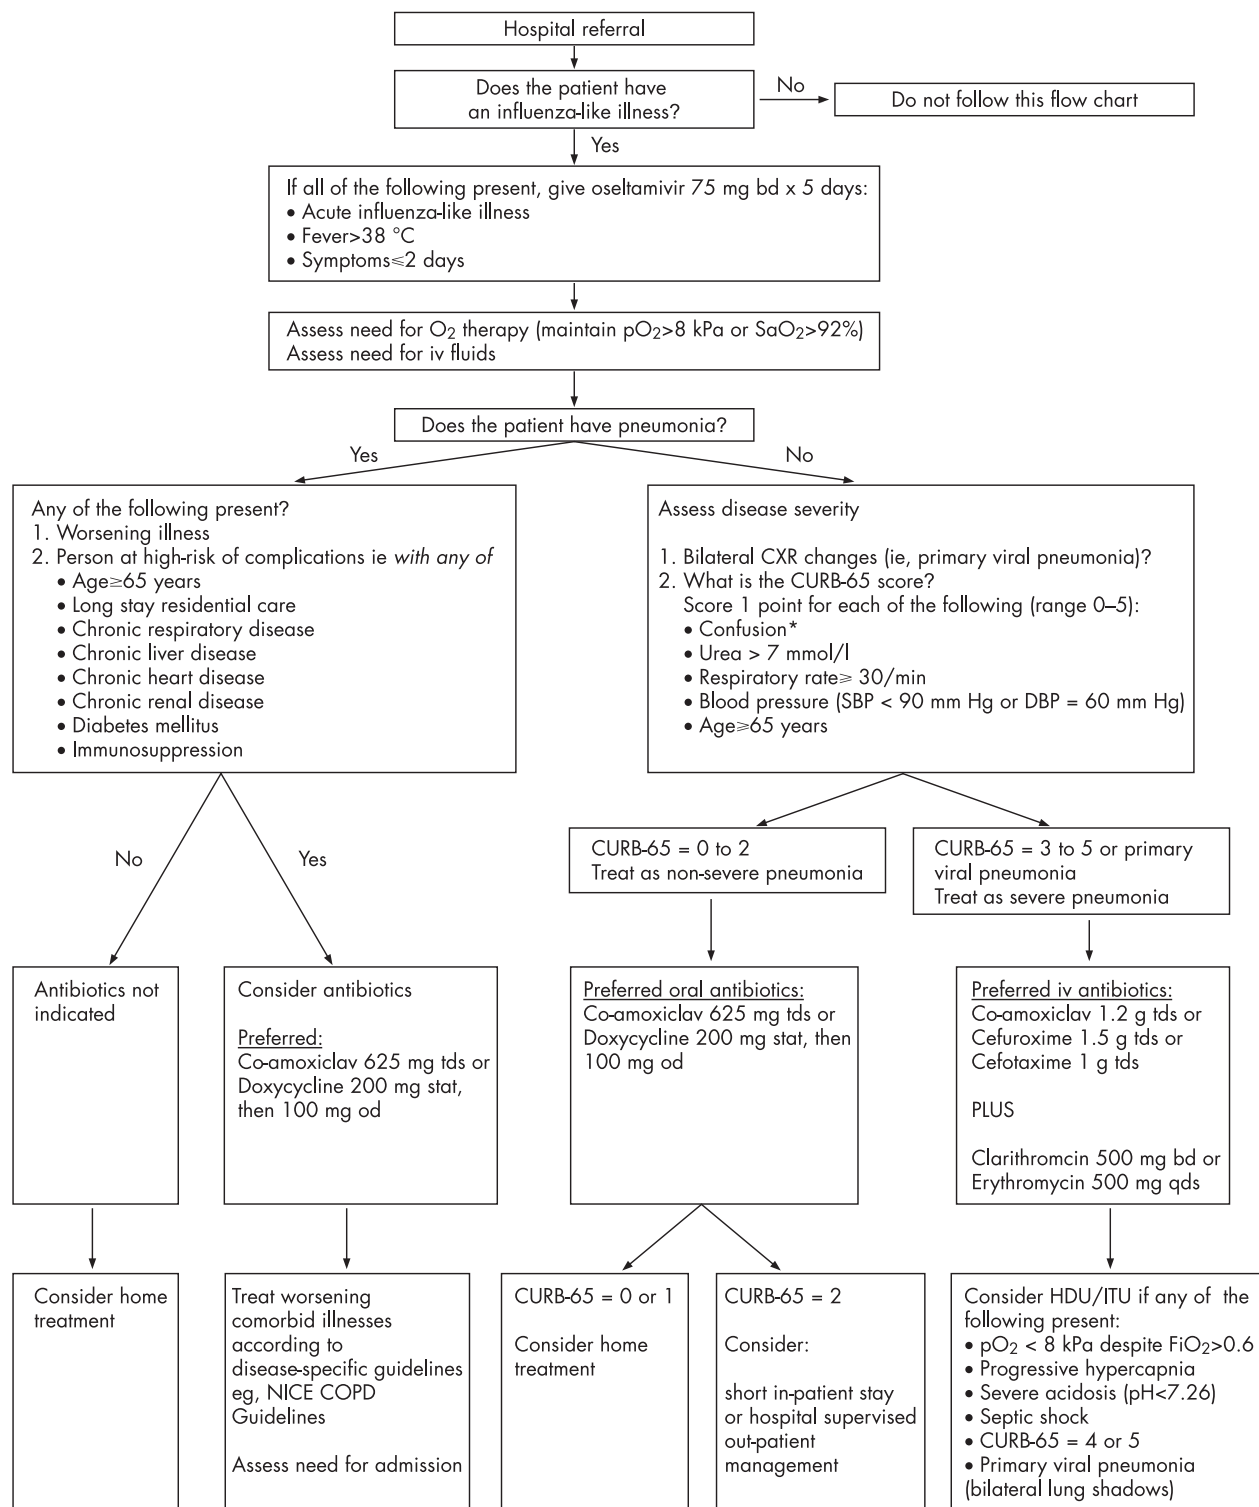 Hospital referral
Does the patient have
an influenza-like illness?
No
Do not follow this flow chart
Yes
If all of the following present, give oseltamivir 75 mg bd x 5 days:
• Acute influenza-like illness
• Fever>38 °C
• Symptoms≤2 days
Assess need for O₂ therapy (maintain pO₂>8 kPa or SaO₂>92%)
Assess need for iv fluids
Does the patient have pneumonia?
Yes
No
Any of the following present?
1. Worsening illness
2. Person at high-risk of complications ie with any of
• Age≥65 years
• Long stay residential care
• Chronic respiratory disease
• Chronic liver disease
• Chronic heart disease
• Chronic renal disease
• Diabetes mellitus
• Immunosuppression
Assess disease severity
1. Bilateral CXR changes (ie, primary viral pneumonia)?
2. What is the CURB-65 score?
Score 1 point for each of the following (range 0–5):
• Confusion*
• Urea > 7 mmol/l
• Respiratory rate≥ 30/min
• Blood pressure (SBP < 90 mm Hg or DBP = 60 mm Hg)
• Age≥65 years
No
Yes
CURB-65 = 0 to 2
Treat as non-severe pneumonia
CURB-65 = 3 to 5 or primary
viral pneumonia
Treat as severe pneumonia
Antibiotics not
indicated
Consider antibiotics
Preferred:
Co-amoxiclav 625 mg tds or
Doxycycline 200 mg stat,
then 100 mg od
Preferred oral antibiotics:
Co-amoxiclav 625 mg tds or
Doxycycline 200 mg stat, then
100 mg od
Preferred iv antibiotics:
Co-amoxiclav 1.2 g tds or
Cefuroxime 1.5 g tds or
Cefotaxime 1 g tds
PLUS
Clarithromcin 500 mg bd or
Erythromycin 500 mg qds
Consider home
treatment
Treat worsening
comorbid illnesses
according to
disease-specific guidelines
eg, NICE COPD
Guidelines
Assess need for admission
CURB-65 = 0 or 1
Consider home
treatment
CURB-65 = 2
Consider:
short in-patient stay
or hospital supervised
out-patient
management
Consider HDU/ITU if any of the
following present:
• pO₂ < 8 kPa despite FiO₂>0.6
• Progressive hypercapnia
• Severe acidosis (pH<7.26)
• Septic shock
• CURB-65 = 4 or 5
• Primary viral pneumonia
(bilateral lung shadows)